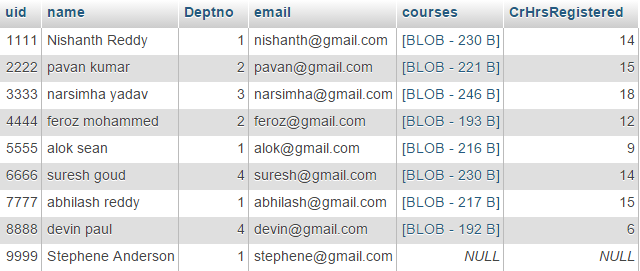 uid name Deptno email courses CrHrsRegistered
1111 Nishanth Reddy 1 nishanth@gmail.com [BLOB - 230 B] 14
2222 pavan kumar 2 pavan@gmail.com [BLOB - 221 B] 15
3333 narsimha yadav 3 narsimha@gmail.com [BLOB - 246 B] 18
4444 feroz mohammed 2 feroz@gmail.com [BLOB - 193 B] 12
5555 alok sean 1 alok@gmail.com [BLOB - 216 B] 9
6666 suresh goud 4 suresh@gmail.com [BLOB - 230 B] 14
7777 abhilash reddy 1 abhilash@gmail.com [BLOB - 217 B] 15
8888 devin paul 4 devin@gmail.com [BLOB - 192 B] 6
9999 Stephene Anderson 1 stephene@gmail.com NULL NULL